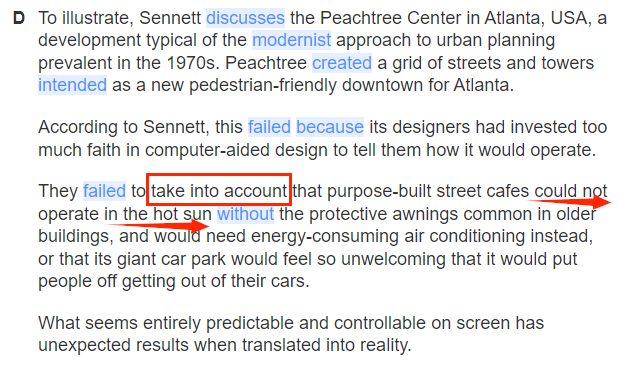 D To illustrate, Sennett discusses the Peachtree Center in Atlanta, USA, a
development typical of the modernist approach to urban planning
prevalent in the 1970s. Peachtree created a grid of streets and towers
intended as a new pedestrian-friendly downtown for Atlanta.
According to Sennett, this failed because its designers had invested too
much faith in computer-aided design to tell them how it would operate.
They failed to take into account that purpose-built street cafes could not
operate in the hot sun without the protective awnings common in older
buildings, and would need energy-consuming air conditioning instead,
or that its giant car park would feel so unwelcoming that it would put
people off getting out of their cars.
What seems entirely predictable and controllable on screen has
unexpected results when translated into reality.